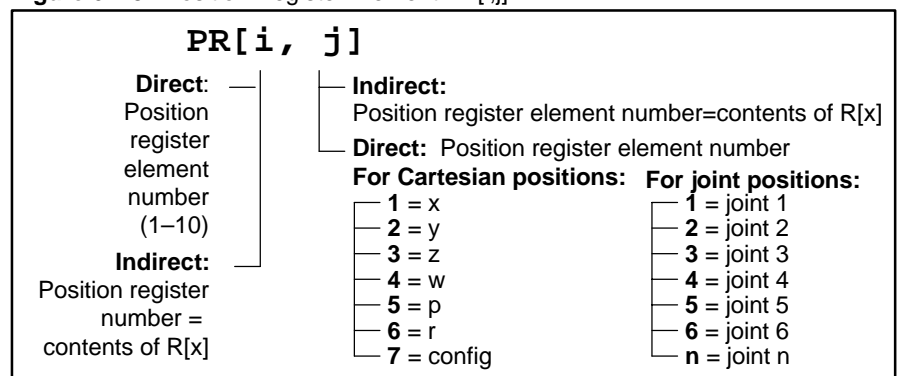 PR[i, j]
Direct:
Position
register
element
number
(1–10)
Indirect:
Position register
number =
contents of R[x]
Indirect:
Position register element number=contents of R[x]
Direct: Position register element number
For Cartesian positions:
1 = x
2 = y
3 = z
4 = w
5 = p
6 = r
7 = config
For joint positions:
1 = joint 1
2 = joint 2
3 = joint 3
4 = joint 4
5 = joint 5
6 = joint 6
n = joint n